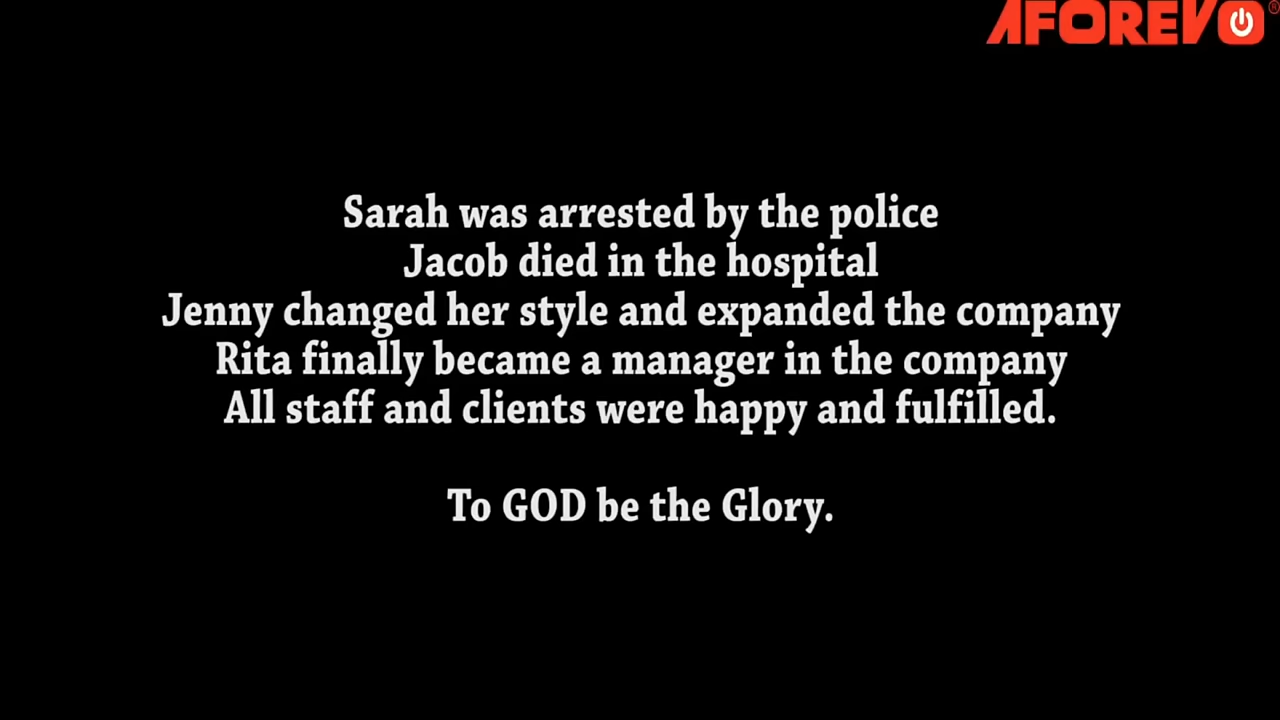 AFOREVO®
Sarah was arrested by the police
Jacob died in the hospital
Jenny changed her style and expanded the company
Rita finally became a manager in the company
All staff and clients were happy and fulfilled.
To GOD be the Glory.